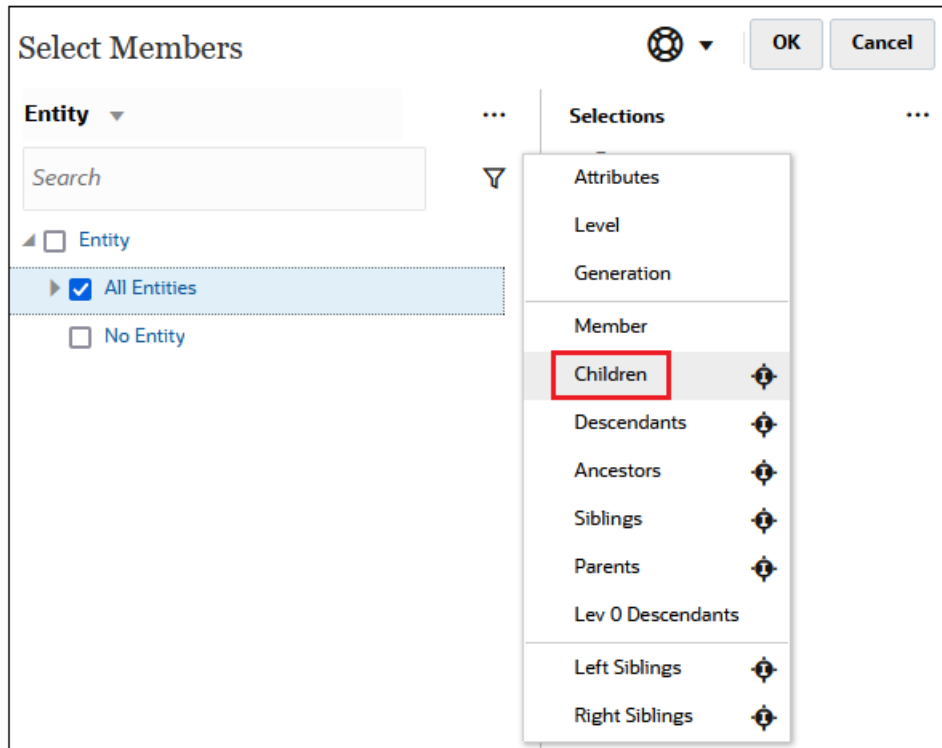 Select Members
OK
Cancel
Entity
...
Selections
...
Search
Entity
All Entities
No Entity
Attributes
Level
Generation
Member
Children
Descendants
Ancestors
Siblings
Parents
Lev 0 Descendants
Left Siblings
Right Siblings